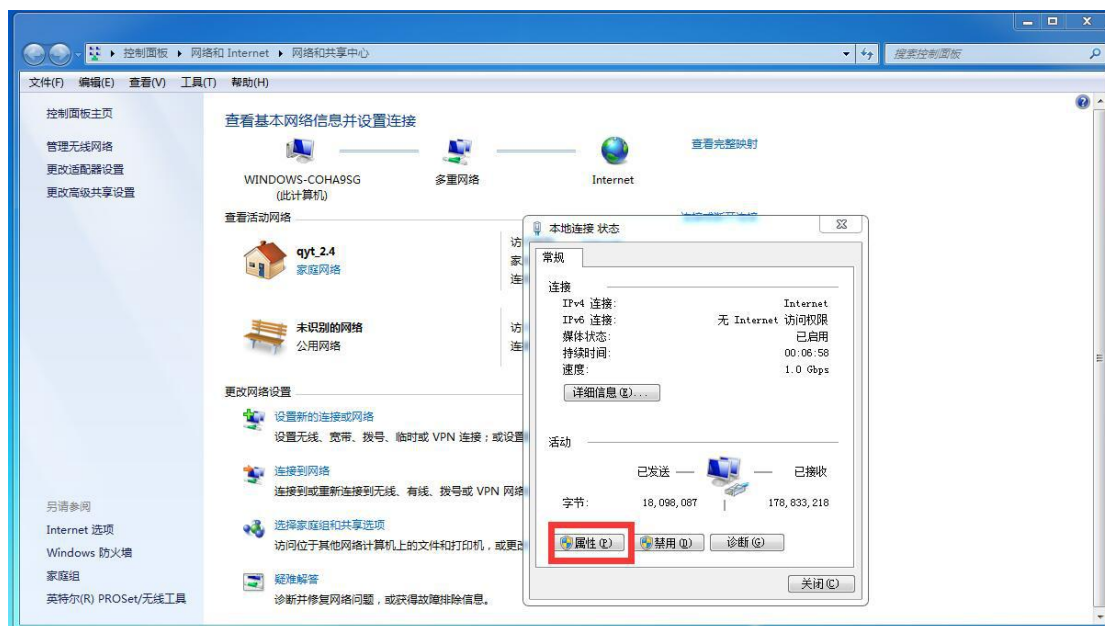 控制面板 ▸ 网络和 Internet ▸ 网络和共享中心
搜索控制面板
文件(F) 编辑(E) 查看(V) 工具(T) 帮助(H)
控制面板主页
管理无线网络
更改适配器设置
更改高级共享设置
另请参阅
Internet 选项
Windows 防火墙
家庭组
英特尔(R) PROSet/无线工具
查看基本网络信息并设置连接
查看完整映射
WINDOWS-COHA9SG
(此计算机)
多重网络
Internet
查看活动网络
qyt_2.4
家庭网络
访
家
连
未识别的网络
公用网络
访
连
更改网络设置
设置新的连接或网络
设置无线、宽带、拨号、临时或 VPN 连接；或设置
连接到网络
连接到或重新连接到无线、有线、拨号或 VPN 网络
选择家庭组和共享选项
访问位于其他网络计算机上的文件和打印机，或更改
疑难解答
诊断并修复网络问题，或获得故障排除信息。
本地连接 状态
常规
连接
IPv4 连接: Internet
IPv6 连接: 无 Internet 访问权限
媒体状态: 已启用
持续时间: 00:06:58
速度: 1.0 Gbps
详细信息(E)...
活动
已发送 — — 已接收
字节: 18,098,087 | 178,833,218
属性(P) 禁用(D) 诊断(G)
关闭(C)